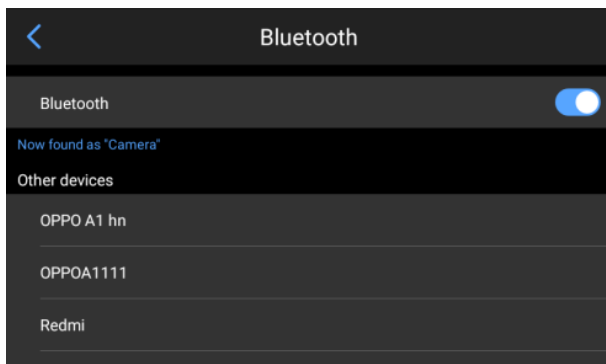 Bluetooth
Bluetooth
Now found as "Camera"
Other devices
OPPO A1 hn
OPPOA1111
Redmi